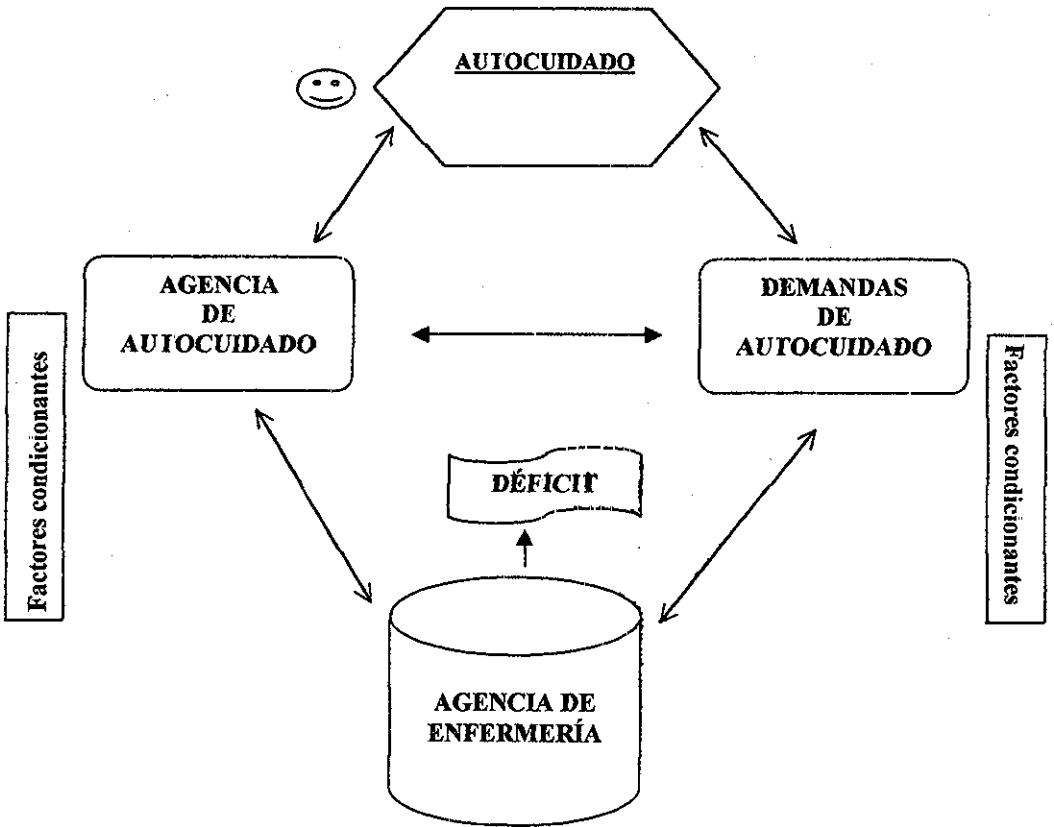 AUTOCUIDADO
AGENCIA
DE
AUTOCUIDADO
DEMANDAS
DE
AUTOCUIDADO
Factores condicionantes
Factores condicionantes
DÉFICIT
AGENCIA DE
ENFERMERÍA